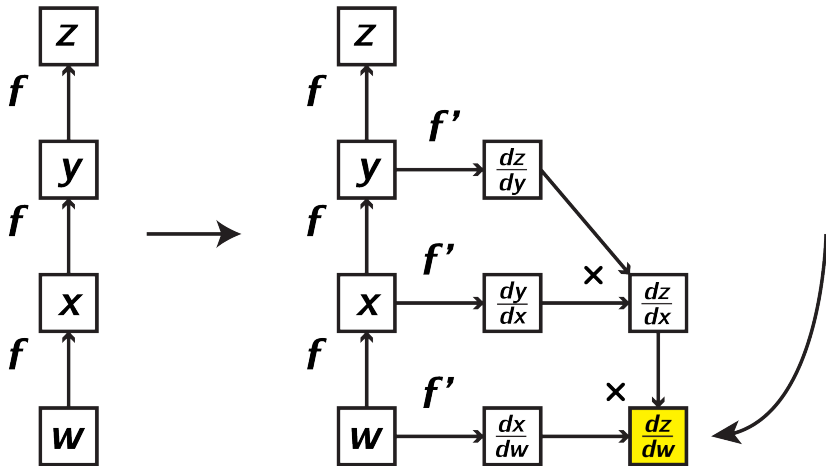 z z
f f
f'
y y dz/dy
f f
f'
× 
x x dy/dx dz/dx
f f
f' ×
w w dx/dw dz/dw